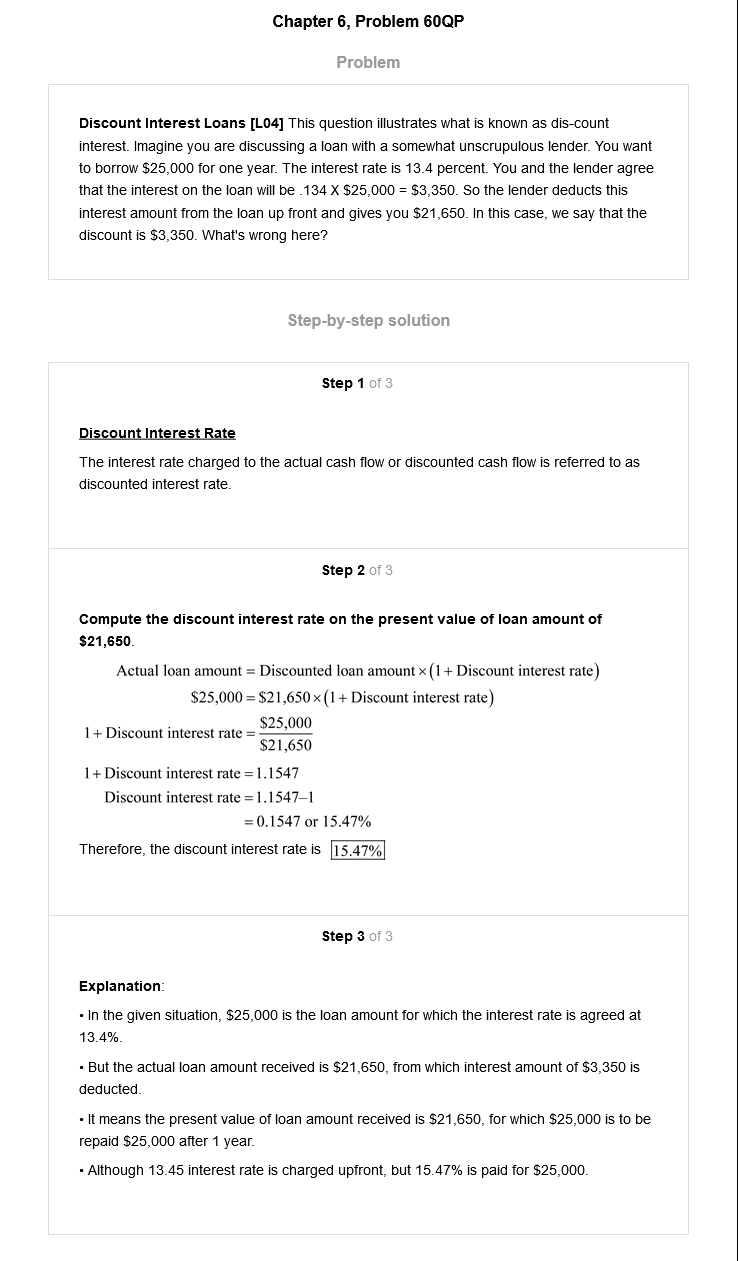 Chapter 6, Problem 60QP
Problem
Discount Interest Loans [L04] This question illustrates what is known as dis-count
interest. Imagine you are discussing a loan with a somewhat unscrupulous lender. You want
to borrow $25,000 for one year. The interest rate is 13.4 percent. You and the lender agree
that the interest on the loan will be .134 X $25,000 = $3,350. So the lender deducts this
interest amount from the loan up front and gives you $21,650. In this case, we say that the
discount is $3,350. What's wrong here?
Step-by-step solution
Step 1 of 3
Discount Interest Rate
The interest rate charged to the actual cash flow or discounted cash flow is referred to as
discounted interest rate.
Step 2 of 3
Compute the discount interest rate on the present value of loan amount of
$21,650.
Actual loan amount = Discounted loan amount × (1 + Discount interest rate)
$25,000 = $21,650 × (1 + Discount interest rate)
1 + Discount interest rate = $25,000 / $21,650
1 + Discount interest rate = 1.1547
Discount interest rate = 1.1547–1
= 0.1547 or 15.47%
Therefore, the discount interest rate is 15.47%
Step 3 of 3
Explanation:
• In the given situation, $25,000 is the loan amount for which the interest rate is agreed at
13.4%.
• But the actual loan amount received is $21,650, from which interest amount of $3,350 is
deducted.
• It means the present value of loan amount received is $21,650, for which $25,000 is to be
repaid $25,000 after 1 year.
• Although 13.45 interest rate is charged upfront, but 15.47% is paid for $25,000.